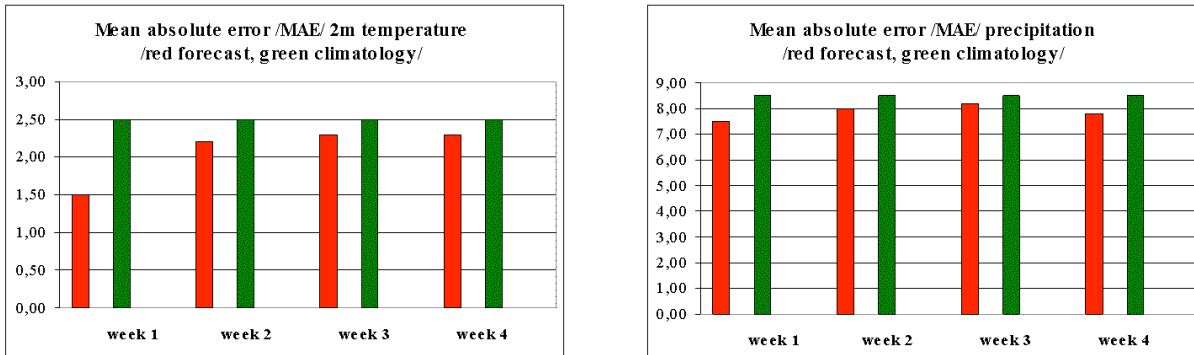 Mean absolute error /MAE/ 2m temperature
/red forecast, green climatology/
3,00
2,50
2,00
1,50
1,00
0,50
0,00
week 1 week 2 week 3 week 4
Mean absolute error /MAE/ precipitation
/red forecast, green climatology/
9,00
8,00
7,00
6,00
5,00
4,00
3,00
2,00
1,00
0,00
week 1 week 2 week 3 week 4